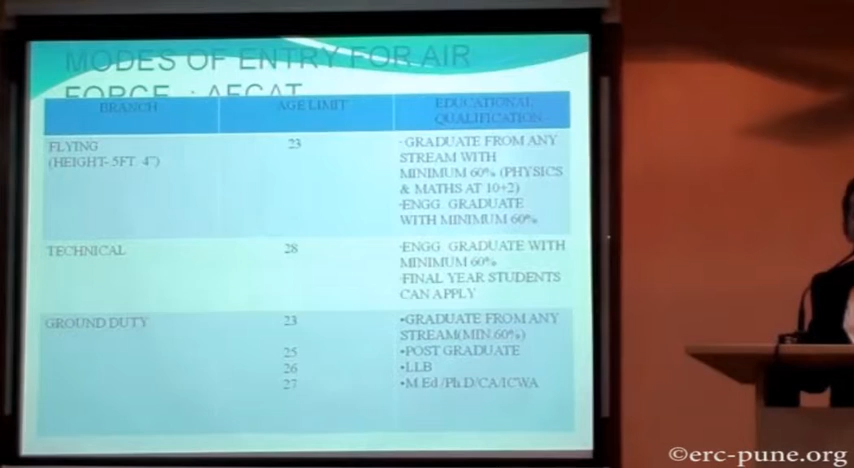 MODES OF ENTRY FOR AIR
FORCE : AFCAT
BRANCH
AGE LIMIT
EDUCATIONAL
QUALIFICATION
FLYING
(HEIGHT- 5FT 4")
23
·GRADUATE FROM ANY
STREAM WITH
MINIMUM 60% (PHYSICS
& MATHS AT 10+2)
·ENGG. GRADUATE
WITH MINIMUM 60%
TECHNICAL
28
·ENGG. GRADUATE WITH
MINIMUM 60%
·FINAL YEAR STUDENTS
CAN APPLY
GROUND DUTY
23
•GRADUATE FROM ANY
STREAM(MIN.60%)
25
•POST GRADUATE
26
•LLB
27
•M.Ed/Ph.D/CA/ICWA
©erc-pune.org